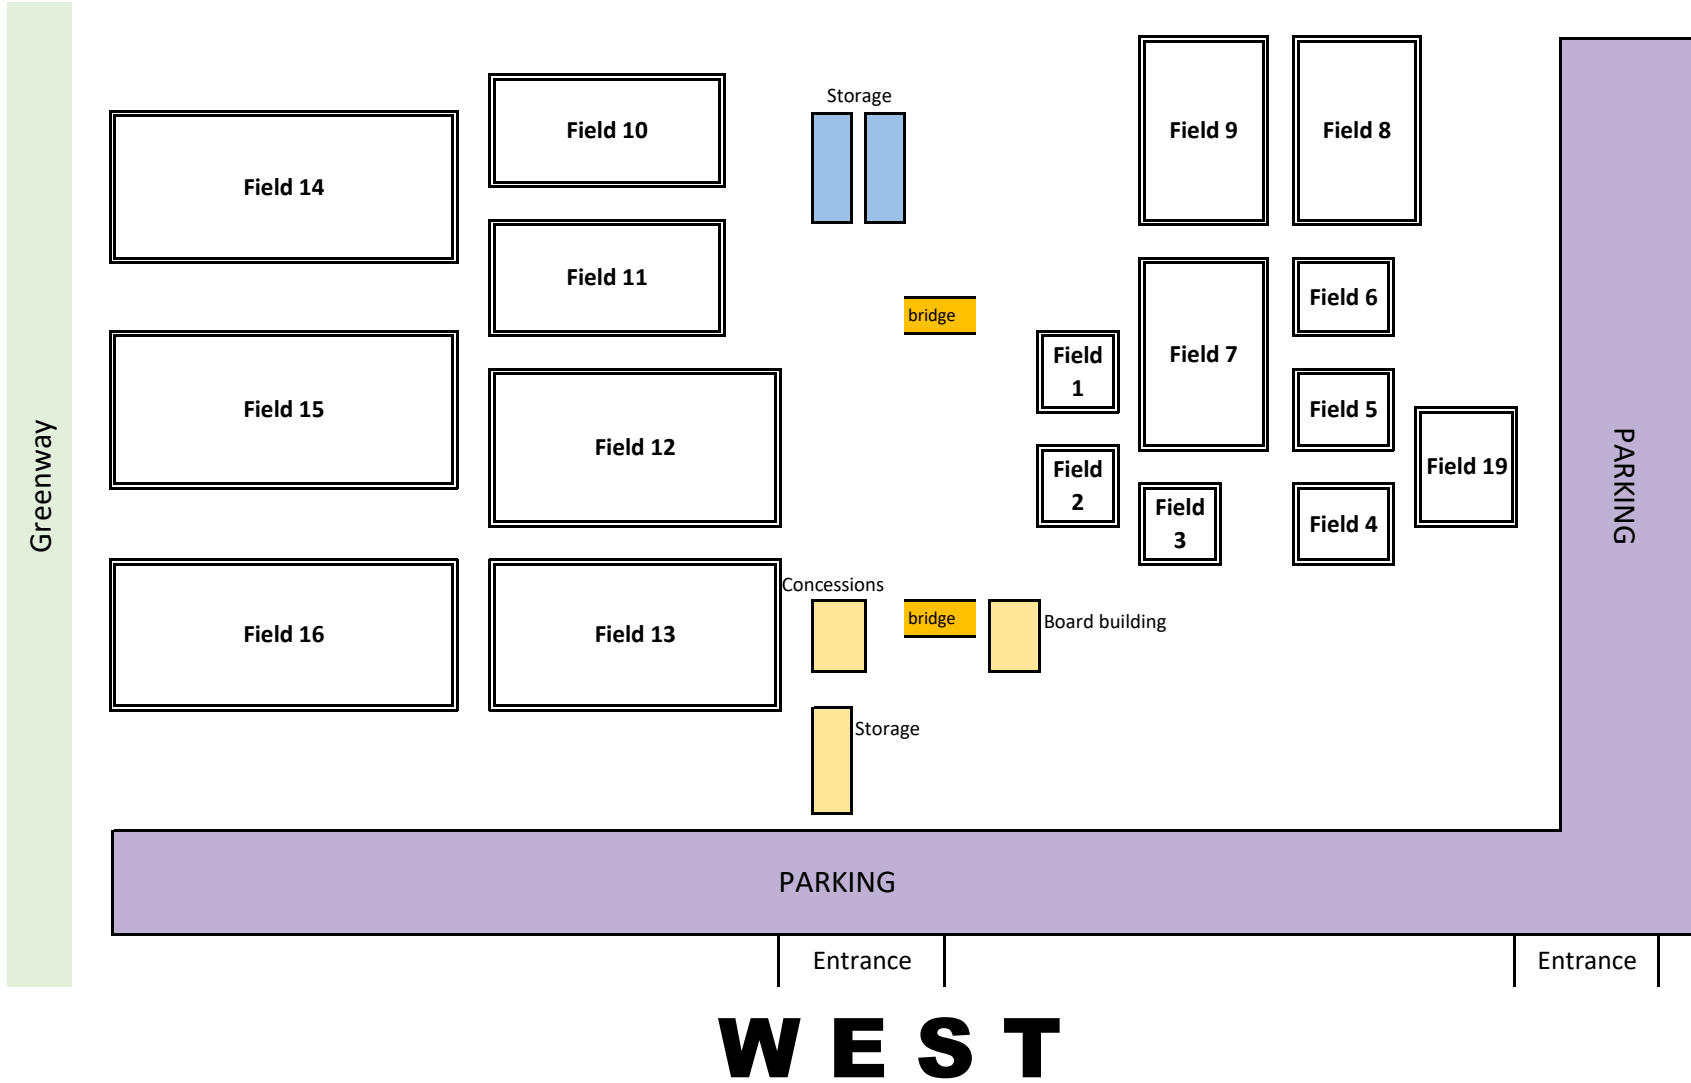 Storage
Field 9
Field 8
Field 10
Field 14
Field 11
Field 6
bridge
Field
1
Field 7
Field 15
Field 5
Field 12
Field 19
Field
2
Field
3
Field 4
Greenway
PARKING
Concessions
Field 16
Field 13
bridge
Board building
Storage
PARKING
Entrance
Entrance
WEST